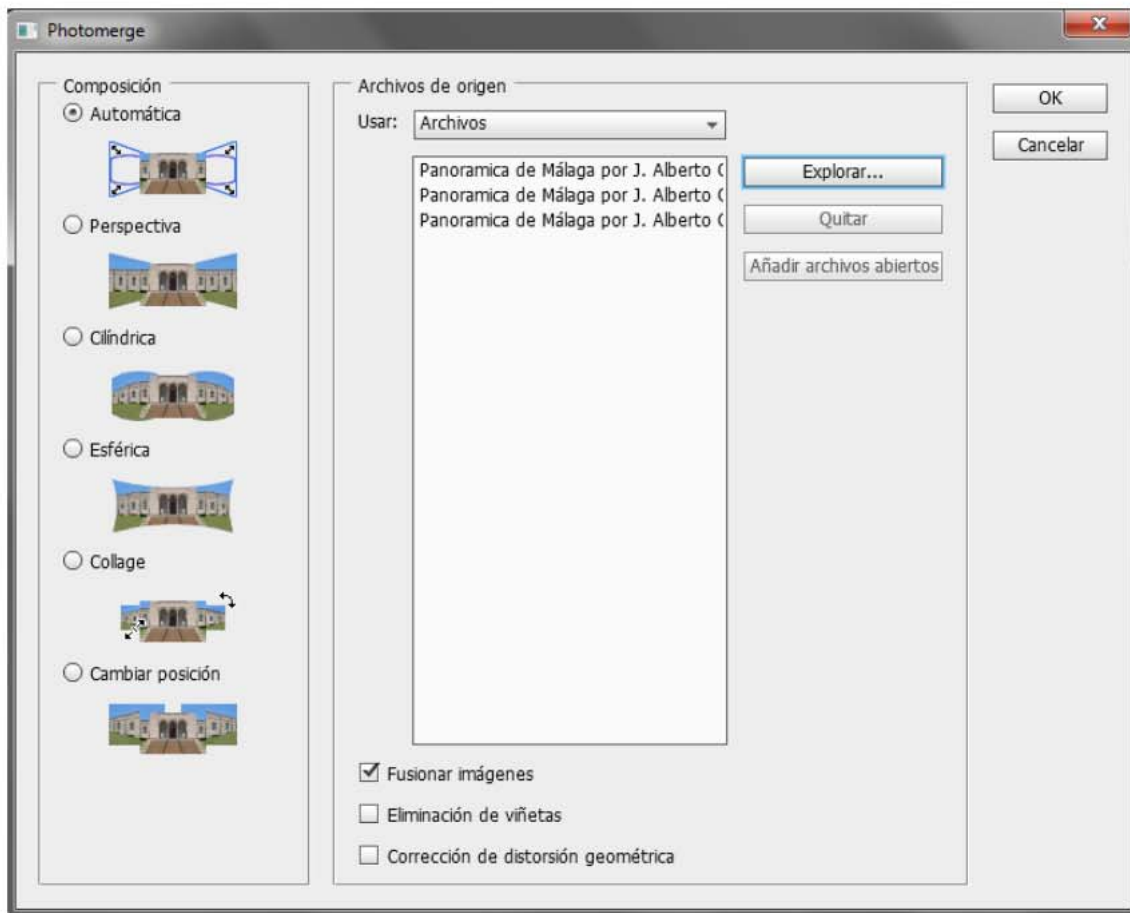 Photomerge
Composición
Automática
Perspectiva
Cilíndrica
Esférica
Collage
Cambiar posición
Archivos de origen
Usar: Archivos
Panoramica de Málaga por J. Alberto
Panoramica de Málaga por J. Alberto
Panoramica de Málaga por J. Alberto
Explorar...
Quitar
Añadir archivos abiertos
Fusionar imágenes
Eliminación de viñetas
Corrección de distorsión geométrica
OK
Cancelar